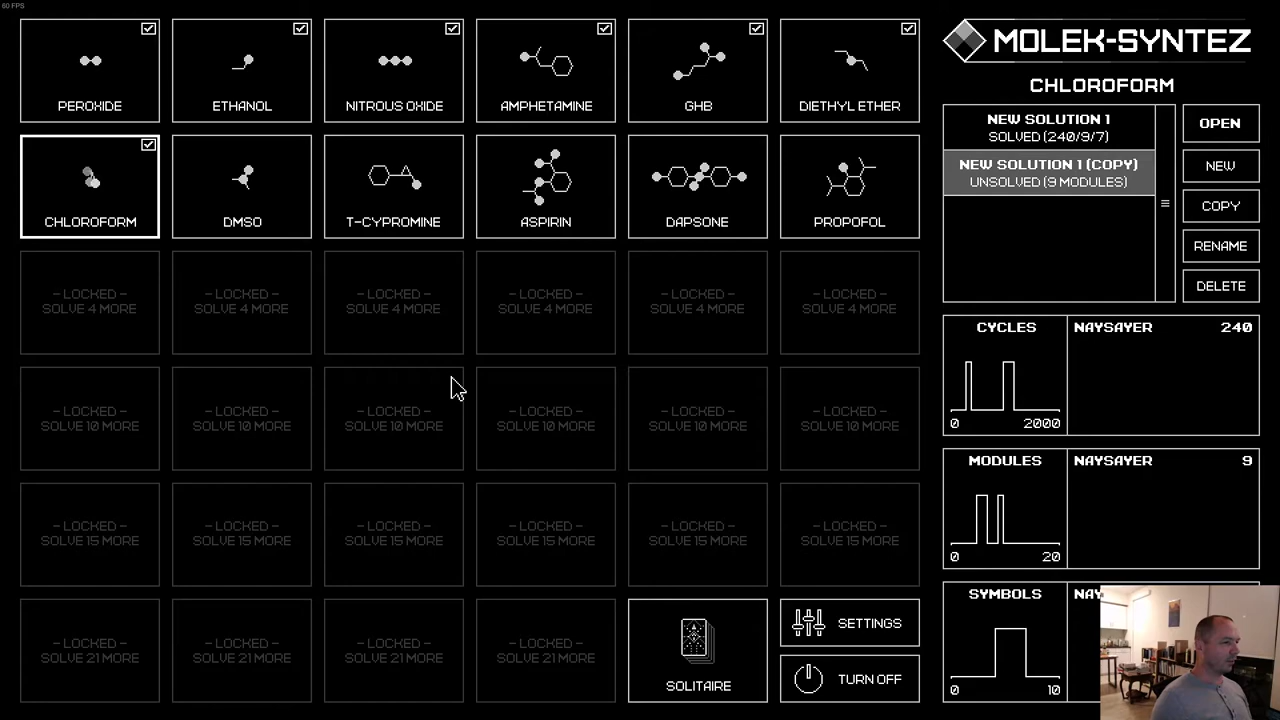 60 FPS
MOLEK-SYNTEZ
PEROXIDE
ETHANOL
NITROUS OXIDE
AMPHETAMINE
GHB
DIETHYL ETHER
CHLOROFORM
DMSO
T-CYPROMINE
ASPIRIN
DAPSONE
PROPOFOL
- LOCKED - - LOCKED - - LOCKED - - LOCKED - - LOCKED - - LOCKED -
SOLVE 4 MORE SOLVE 4 MORE SOLVE 4 MORE SOLVE 4 MORE SOLVE 4 MORE SOLVE 4 MORE
- LOCKED - - LOCKED - - LOCKED - - LOCKED - - LOCKED - - LOCKED -
SOLVE 10 MORE SOLVE 10 MORE SOLVE 10 MORE SOLVE 10 MORE SOLVE 10 MORE SOLVE 10 MORE
- LOCKED - - LOCKED - - LOCKED - - LOCKED - - LOCKED - - LOCKED -
SOLVE 15 MORE SOLVE 15 MORE SOLVE 15 MORE SOLVE 15 MORE SOLVE 15 MORE SOLVE 15 MORE
- LOCKED - - LOCKED - - LOCKED - - LOCKED -
SOLVE 21 MORE SOLVE 21 MORE SOLVE 21 MORE SOLVE 21 MORE
SOLITAIRE
SETTINGS
TURN OFF
CHLOROFORM
NEW SOLUTION 1
SOLVED (240/9/7)
NEW SOLUTION 1 (COPY)
UNSOLVED (9 MODULES)
OPEN
NEW
COPY
RENAME
DELETE
CYCLES
0 2000
NAYSAYER 240
MODULES
0 20
NAYSAYER 9
SYMBOLS
0 10